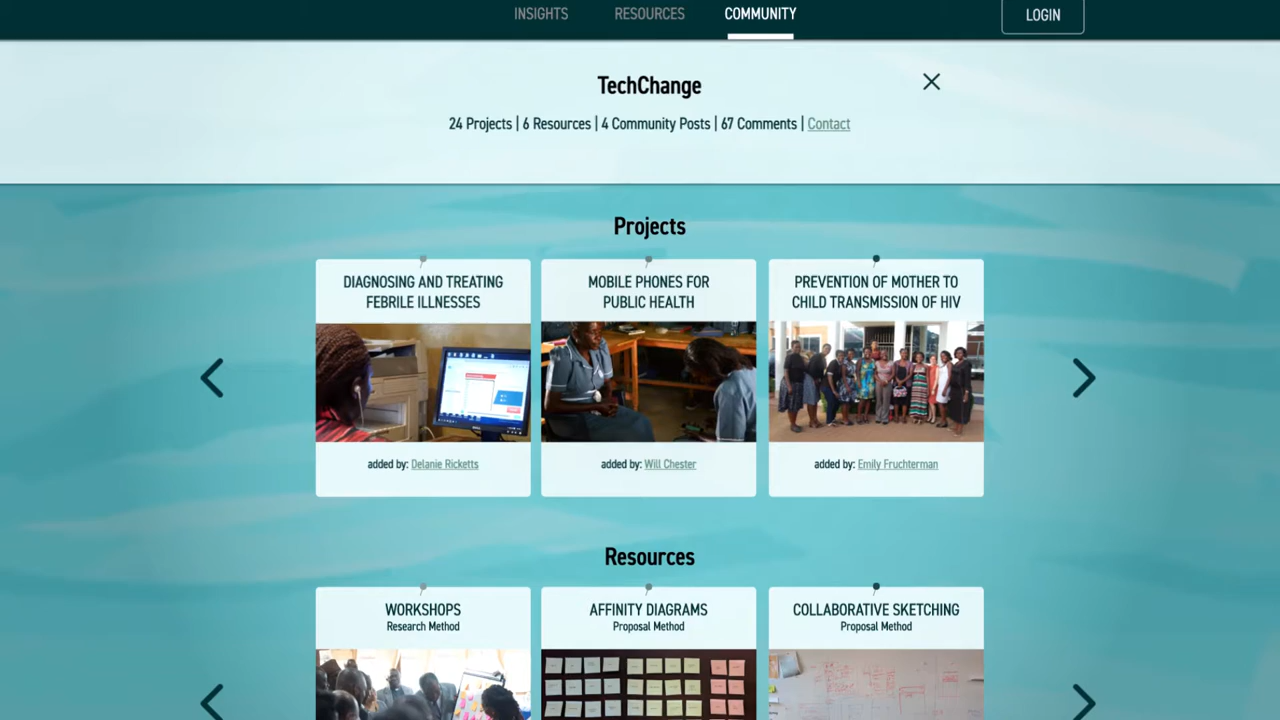 INSIGHTS RESOURCES COMMUNITY LOGIN
TechChange
24 Projects | 6 Resources | 4 Community Posts | 67 Comments | Contact
Projects
DIAGNOSING AND TREATING
FEBRILE ILLNESSES
added by: Delanie Ricketts
MOBILE PHONES FOR
PUBLIC HEALTH
added by: Will Chester
PREVENTION OF MOTHER TO
CHILD TRANSMISSION OF HIV
added by: Emily Fruchterman
Resources
WORKSHOPS
Research Method
AFFINITY DIAGRAMS
Proposal Method
COLLABORATIVE SKETCHING
Proposal Method